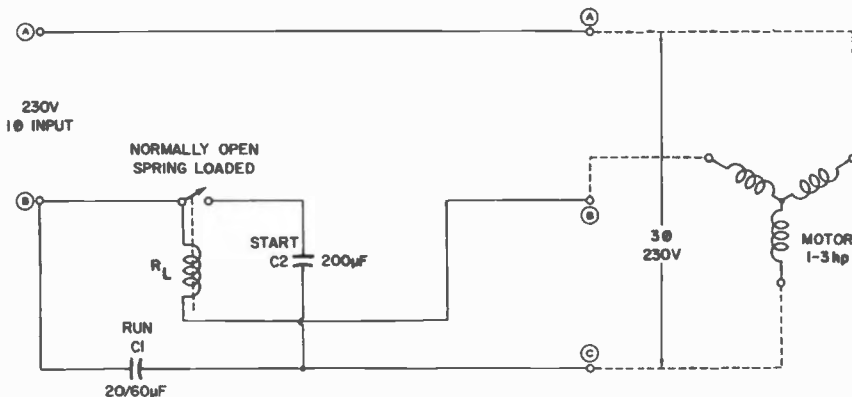 A
A
230V
1Ø INPUT
NORMALLY OPEN
SPRING LOADED
B
B
START
C2
200µF
R_L
3Ø
230V
MOTOR
1-3hp
RUN
C1
20/60µF
C